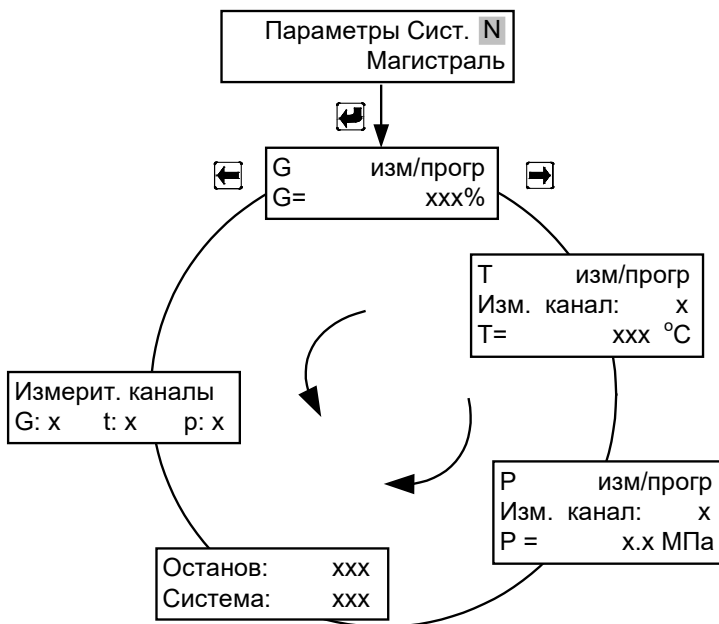 Параметры Сист. N
Магистраль
G изм/прогр
G= xxx%
T изм/прогр
Изм. канал: x
T= xxx °C
Измерит. каналы
G: x t: x p: x
P изм/прогр
Изм. канал: x
P = x.x МПа
Останов: xxx
Система: xxx